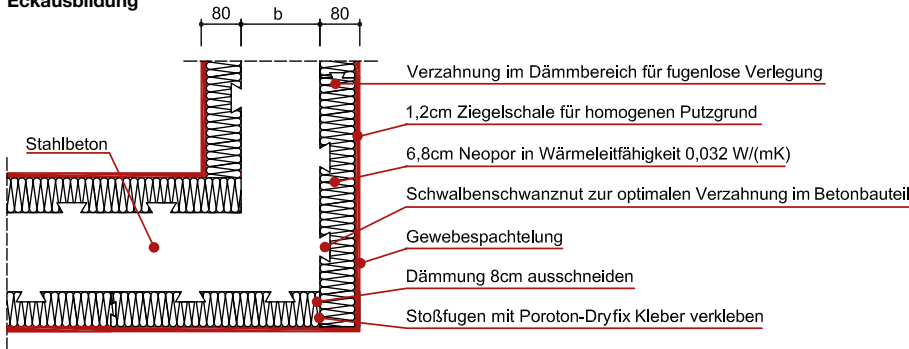 Eckausbildung
80 b 80
Verzahnung im Dämmbereich für fugenlose Verlegung
1,2cm Ziegelschale für homogenen Putzgrund
Stahlbeton
6,8cm Neopor in Wärmeleitfähigkeit 0,032 W/(mK)
Schwalbenschwanznut zur optimalen Verzahnung im Betonbauteil
Gewebespachtelung
Dämmung 8cm ausschneiden
Stoßfugen mit Poroton-Dryfix Kleber verkleben